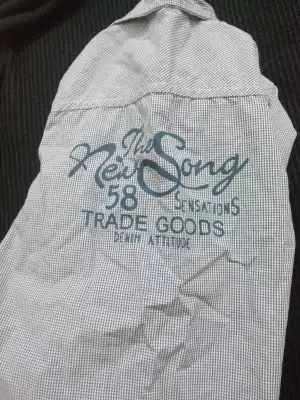 The
New Song
58 SENSATIONS
TRADE GOODS
DENIM ATTITUDE